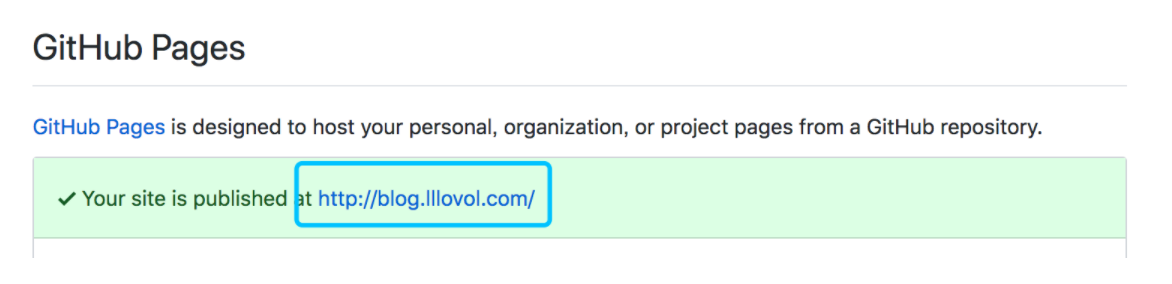 GitHub Pages
GitHub Pages is designed to host your personal, organization, or project pages from a GitHub repository.
✓ Your site is published at http://blog.lllovol.com/